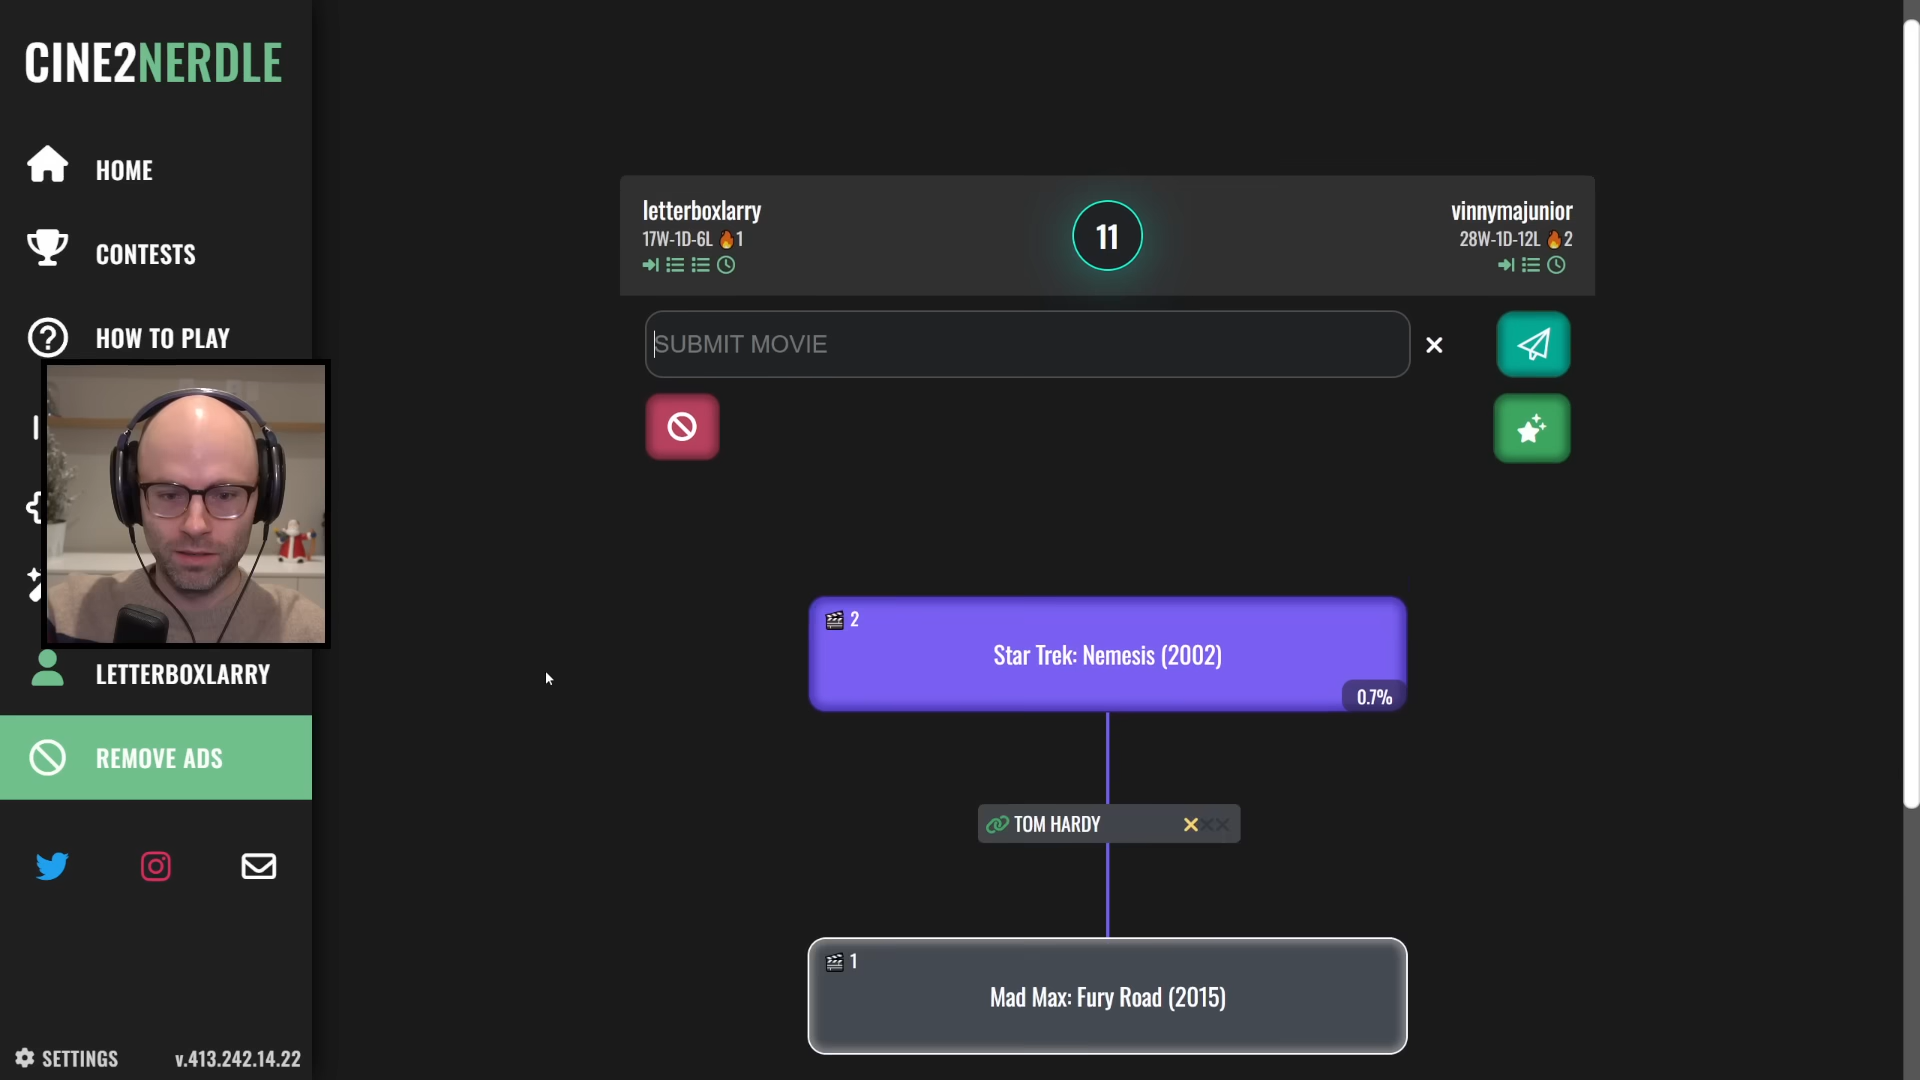 CINE2NERDLE
HOME
CONTESTS
HOW TO PLAY
LETTERBOXLARRY
REMOVE ADS
SETTINGS
v.413.242.14.22
letterboxlarry
17W-1D-6L 🔥1
11
vinnymajunior
28W-1D-12L 🔥2
SUBMIT MOVIE
2
Star Trek: Nemesis (2002)
0.7%
TOM HARDY
1
Mad Max: Fury Road (2015)